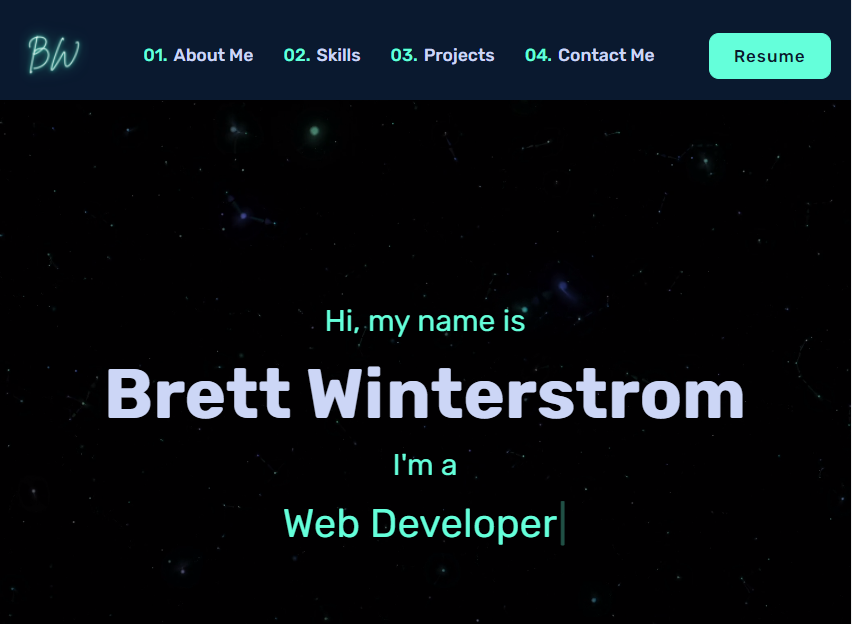 BW
01. About Me 02. Skills 03. Projects 04. Contact Me Resume
Hi, my name is
Brett Winterstrom
I'm a
Web Developer